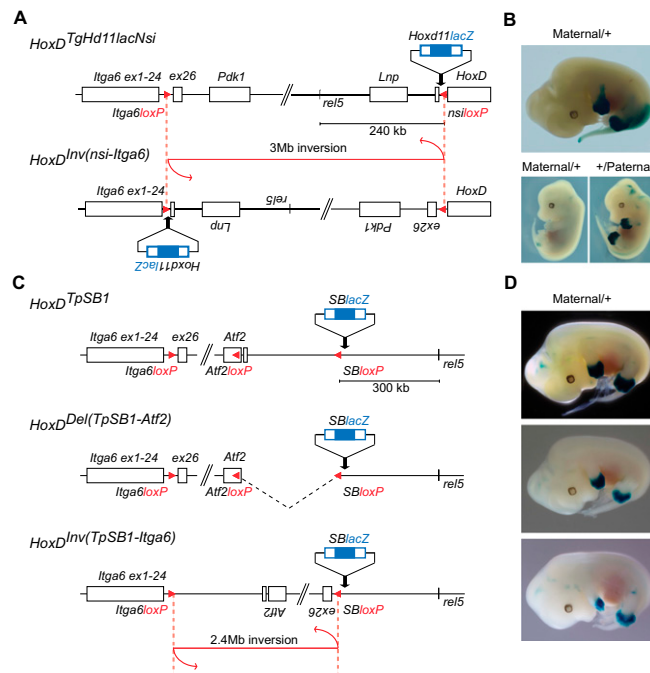 A
HoxD TgHd11lacZnsi
Hoxd11lacZ
Itga6 ex1-24
ex26
Pdk1
Lnp
HoxD
rel5
Itga6loxP
nsiloxP
240 kb
HoxD Inv(nsi-Itga6)
3Mb inversion
Itga6 ex1-24
rel5
HoxD
Lnp
Pdk1
ex26
Hoxd11lacZ
B
Maternal/+
Maternal/+
+/Paternal
C
HoxD TpSB1
SBlacZ
Itga6 ex1-24
ex26
Atf2
Itga6loxP
Atf2loxP
SBloxP
rel5
300 kb
HoxD Del(TpSB1-Atf2)
SBlacZ
Itga6 ex1-24
ex26
Atf2
Itga6loxP
Atf2loxP
SBloxP
rel5
HoxD Inv(TpSB1-Itga6)
SBlacZ
Itga6 ex1-24
Itga6loxP
Atf2
ex26
SBloxP
rel5
2.4Mb inversion
D
Maternal/+